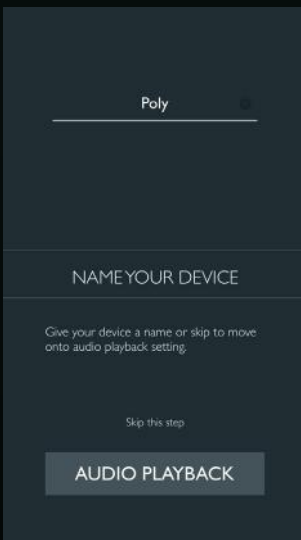 Poly
NAME YOUR DEVICE
Give your device a name or skip to move
onto audio playback setting.
Skip this step
AUDIO PLAYBACK